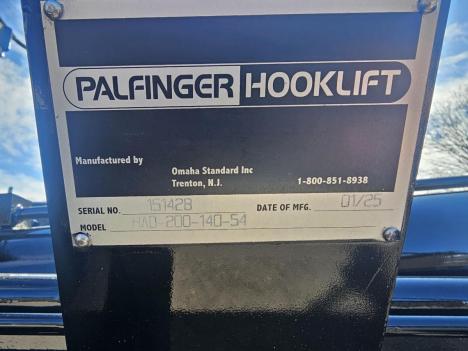 PALFINGER HOOKLIFT
Manufactured by
Omaha Standard Inc
Trenton, N.J. 1-800-851-8938
SERIAL NO. 151428 DATE OF MFG. 01/25
MODEL HAD-200-140-54